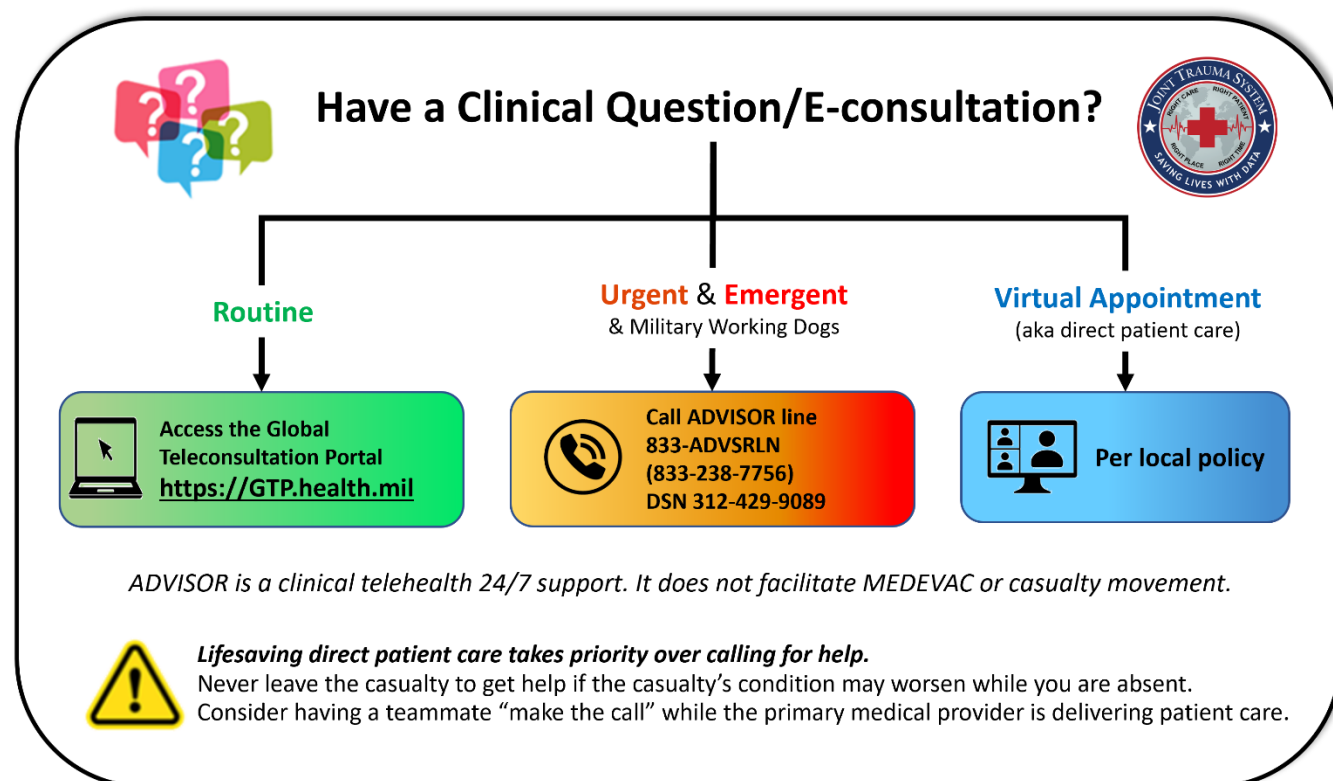 Have a Clinical Question/E-consultation?
JOINT TRAUMA SYSTEM
RIGHT CARE
RIGHT PATIENT
RIGHT PLACE
RIGHT TIME
SAVING LIVES WITH DATA
? ? ? ?
Routine
Urgent & Emergent
& Military Working Dogs
Virtual Appointment
(aka direct patient care)
Access the Global
Teleconsultation Portal
https://GTP.health.mil
Call ADVISOR line
833-ADVSRLN
(833-238-7756)
DSN 312-429-9089
Per local policy
ADVISOR is a clinical telehealth 24/7 support. It does not facilitate MEDEVAC or casualty movement.
Lifesaving direct patient care takes priority over calling for help.
Never leave the casualty to get help if the casualty’s condition may worsen while you are absent.
Consider having a teammate “make the call” while the primary medical provider is delivering patient care.